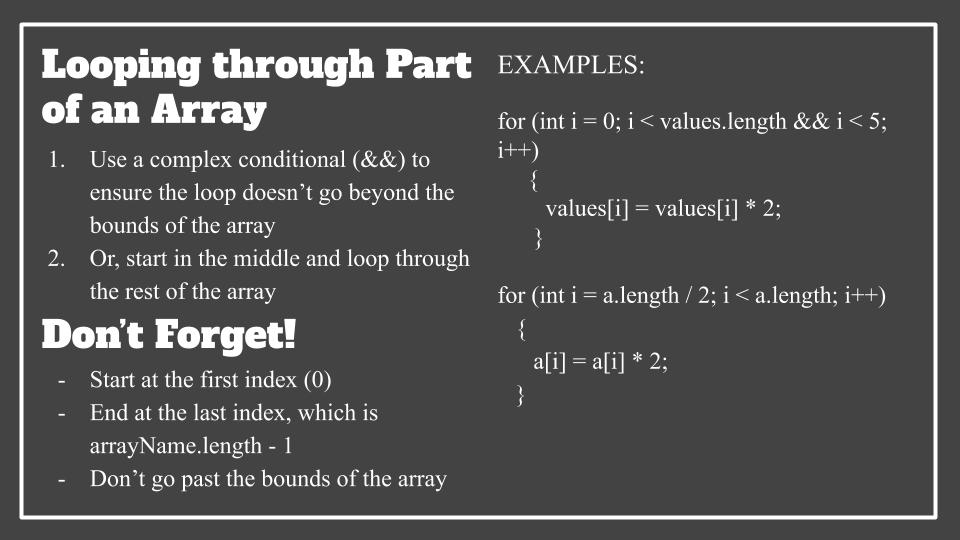 Looping through Part
of an Array
1. Use a complex conditional (&&) to
ensure the loop doesn’t go beyond the
bounds of the array
2. Or, start in the middle and loop through
the rest of the array
Don’t Forget!
- Start at the first index (0)
- End at the last index, which is
arrayName.length - 1
- Don’t go past the bounds of the array
EXAMPLES:
for (int i = 0; i < values.length && i < 5;
i++)
{
values[i] = values[i] * 2;
}
for (int i = a.length / 2; i < a.length; i++)
{
a[i] = a[i] * 2;
}